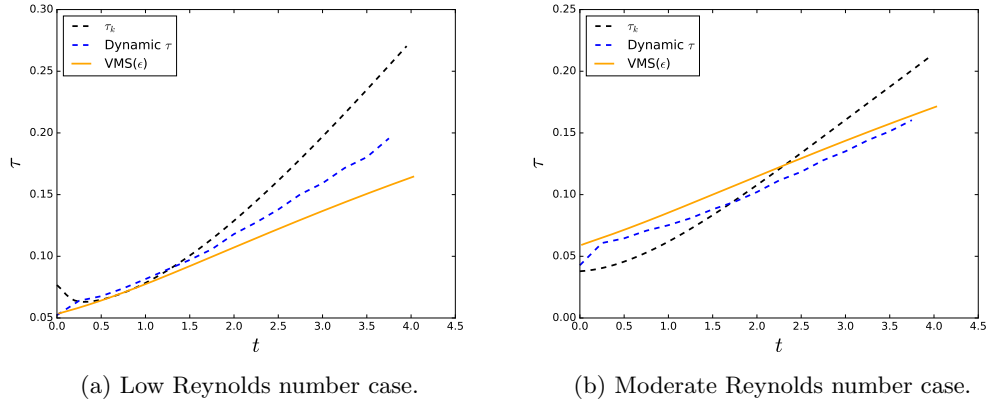 0.30
0.25
0.20
0.15
0.10
0.05
τ
0.0 0.5 1.0 1.5 2.0 2.5 3.0 3.5 4.0 4.5
t
τₖ
Dynamic τ
VMS(ϵ)
(a) Low Reynolds number case.
0.25
0.20
0.15
0.10
0.05
0.00
τ
0.0 0.5 1.0 1.5 2.0 2.5 3.0 3.5 4.0 4.5
t
τₖ
Dynamic τ
VMS(ϵ)
(b) Moderate Reynolds number case.